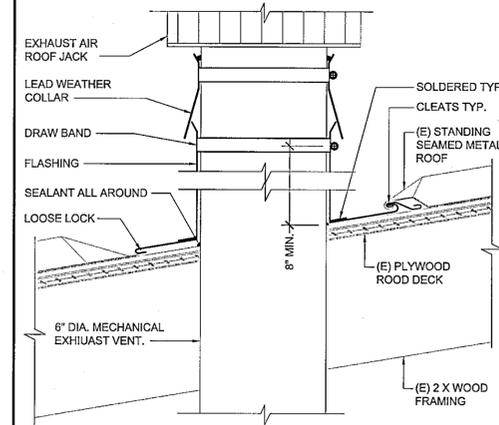 EXHAUST AIR
ROOF JACK
LEAD WEATHER
COLLAR
DRAW BAND
FLASHING
SEALANT ALL AROUND
LOOSE LOCK
6" DIA. MECHANICAL
EXHIUAST VENT.
8" MIN.
SOLDERED TYP
CLEATS TYP.
(E) STANDING
SEAMED METAL
ROOF
(E) PLYWOOD
ROOD DECK
(E) 2 X WOOD
FRAMING